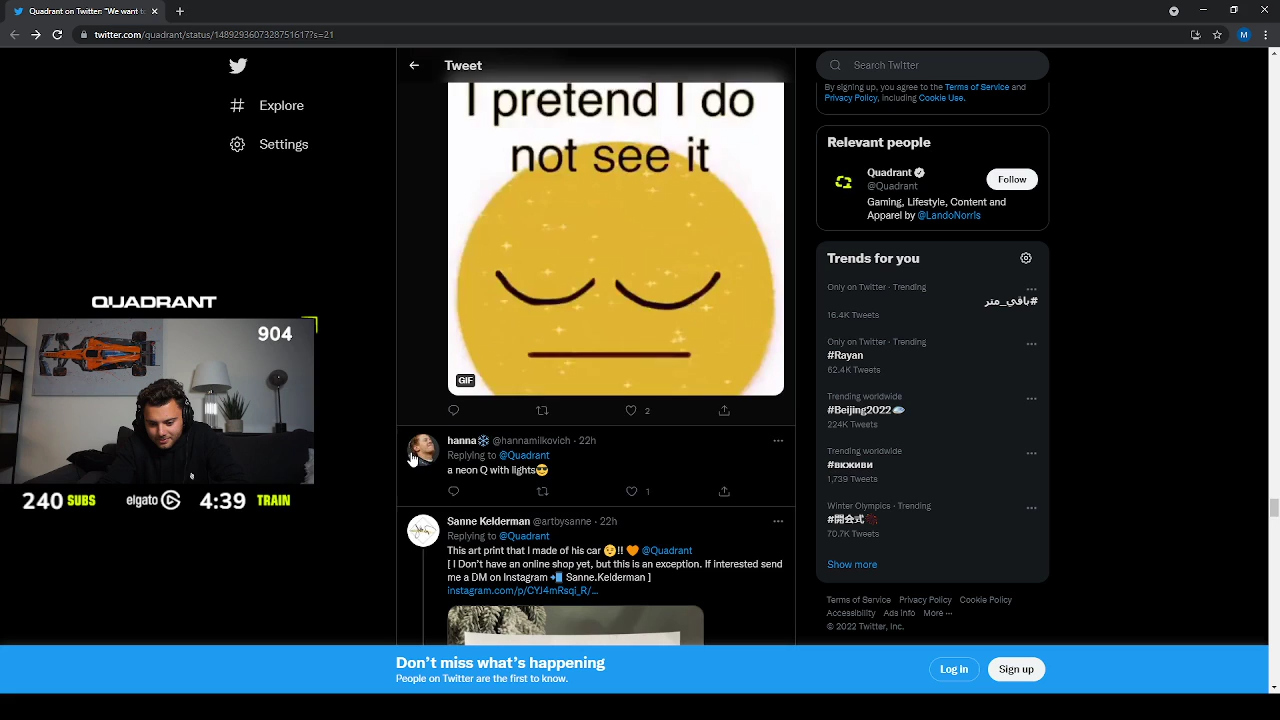 Quadrant on Twitter: "We want to
twitter.com/quadrant/status/1489293607328751617?s=21
M
Explore
Settings
Tweet
I pretend I do
not see it
GIF
2
hanna @hannamilkovich · 22h
Replying to @Quadrant
a neon Q with lights😎
1
Sanne Kelderman @artbysanne · 22h
Replying to @Quadrant
This art print that I made of his car !! 🧡 @Quadrant
[ I Don't have an online shop yet, but this is an exception. If interested send
me a DM on Instagram 📲 Sanne.Kelderman ]
instagram.com/p/CYJ4mRsqi_R/...
Search Twitter
By signing up, you agree to the Terms of Service and
Privacy Policy, including Cookie Use.
Relevant people
Quadrant
@Quadrant
Follow
Gaming, Lifestyle, Content and
Apparel by @LandoNorris
Trends for you
Only on Twitter · Trending
16.4K Tweets
Only on Twitter · Trending
#Rayan
62.4K Tweets
Trending worldwide
#Beijing2022
224K Tweets
Trending worldwide
#вкживи
1,739 Tweets
Winter Olympics · Trending
#開会式
70.7K Tweets
Show more
Terms of Service Privacy Policy Cookie Policy
Accessibility Ads info More ···
© 2022 Twitter, Inc.
QUADRANT
904
240 SUBS elgato 4:39 TRAIN
Don't miss what's happening
People on Twitter are the first to know.
Log in
Sign up